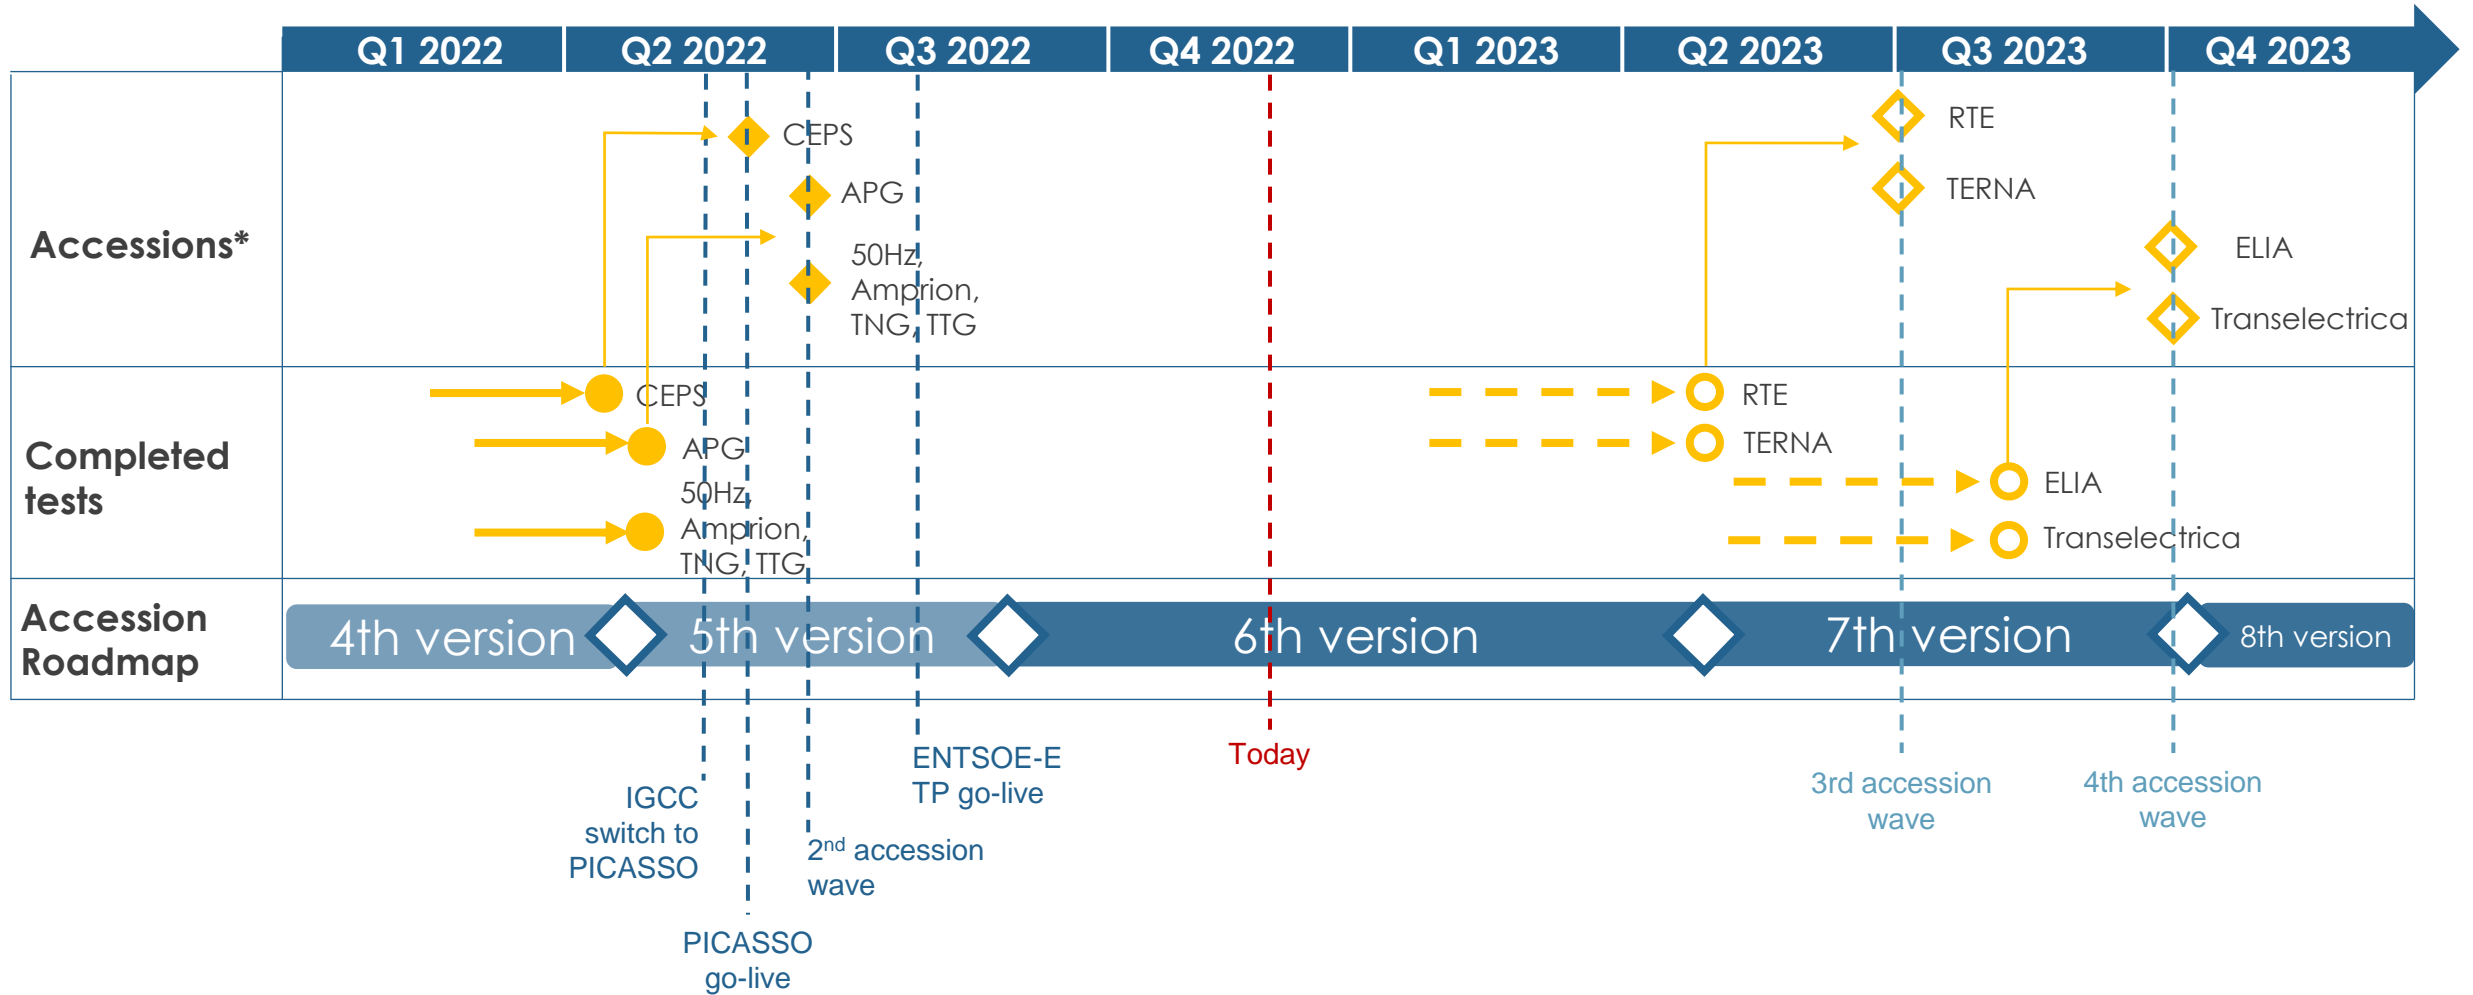 Q1 2022
Q2 2022
Q3 2022
Q4 2022
Q1 2023
Q2 2023
Q3 2023
Q4 2023
Accessions*
CEPS
APG
50Hz,
Amprion,
TNG, TTG
RTE
TERNA
ELIA
Transelectrica
Completed
tests
CEPS
APG
50Hz,
Amprion,
TNG, TTG
RTE
TERNA
ELIA
Transelectrica
Accession
Roadmap
4th version
5th version
6th version
7th version
8th version
IGCC
switch to
PICASSO
PICASSO
go-live
2nd accession
wave
ENTSOE-E
TP go-live
Today
3rd accession
wave
4th accession
wave